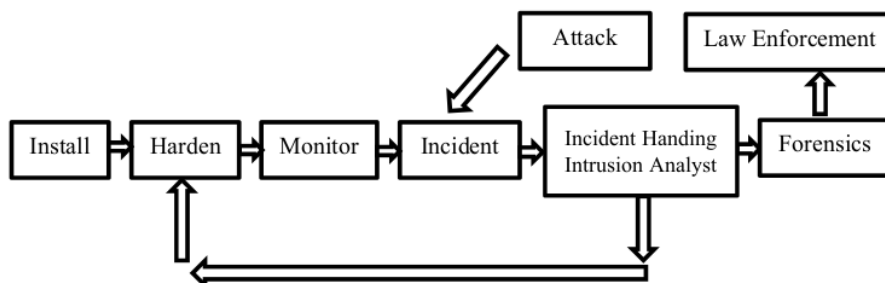 Attack
Law Enforcement
Install
Harden
Monitor
Incident
Incident Handing
Intrusion Analyst
Forensics